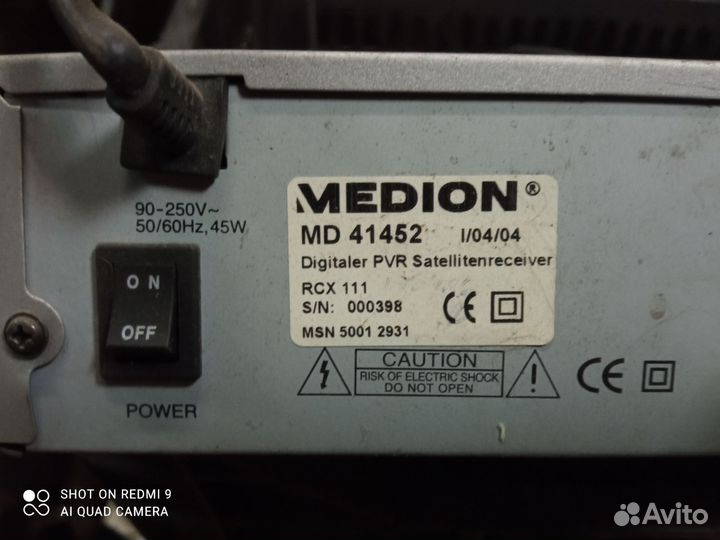 90-250V~
50/60Hz,45W
ON
OFF
POWER
MEDION®
MD 41452 I/04/04
Digitaler PVR Satellitenreceiver
RCX 111
S/N: 000398 CE
MSN 5001 2931
CAUTION
RISK OF ELECTRIC SHOCK
DO NOT OPEN
CE
SHOT ON REDMI 9
AI QUAD CAMERA
Avito